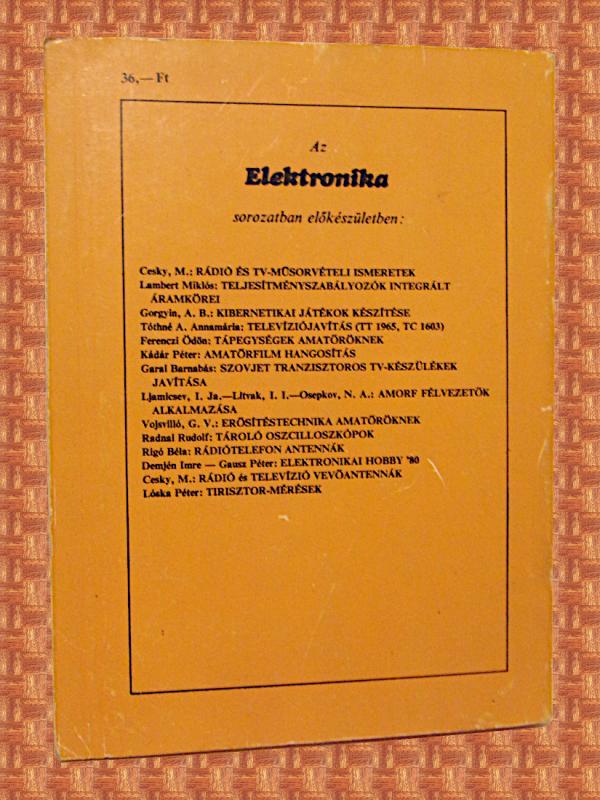 36,—Ft
Az
Elektronika
sorozatban előkészületben:
Cesky, M.: RÁDIÓ ÉS TV-MŰSORVÉTELI ISMERETEK
Lambert Miklós: TELJESÍTMÉNYSZABÁLYOZÓK INTEGRÁLT
ÁRAMKÖREI
Gorgyin, A. B.: KIBERNETIKAI JÁTÉKOK KÉSZÍTÉSE
Tóthné A. Annamária: TELEVÍZIÓJAVÍTÁS (TT 1965, TC 1603)
Ferenczi Ödön: TÁPEGYSÉGEK AMATŐRÖKNEK
Kádár Péter: AMATŐRFILM HANGOSÍTÁS
Garai Barnabás: SZOVJET TRANZISZTOROS TV-KÉSZÜLÉKEK
JAVÍTÁSA
Ljamicsev, I. Ja.—Litvak, I. I.—Osepkov, N. A.: AMORF FÉLVEZETŐK
ALKALMAZÁSA
Vojsvilló, G. V.: ERŐSÍTÉSTECHNIKA AMATŐRÖKNEK
Radnai Rudolf: TÁROLÓ OSZCILLOSZKÓPOK
Rigó Béla: RÁDIÓTELEFON ANTENNÁK
Demjén Imre — Gausz Péter: ELEKTRONIKAI HOBBY '80
Cesky, M.: RÁDIÓ és TELEVÍZIÓ VEVŐANTENNÁK
Lóska Péter: TIRISZTOR-MÉRÉSEK